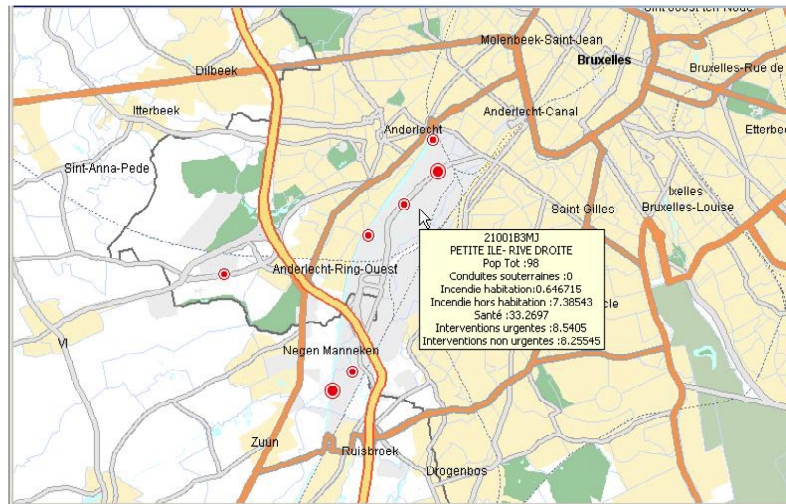 Molenbeek-Saint-Jean
Bruxelles
Bruxelles-Rue de
Dilbeek
Itterbeek
Anderlecht-Canal
Anderlecht
Etterbee
Sint-Anna-Pede
Ixelles
Bruxelles-Louise
Saint Gilles
21001B3MJ
PETITE ILE- RIVE DROITE
Pop Tot :98
Conduites souterraines :0
Incendie habitation:0.646715
Incendie hors habitation :7.38543
Santé :33.2697
Interventions urgentes :8.5405
Interventions non urgentes :8.25545
Anderlecht-Ring-Ouest
cle
Vl
Negen Manneken
Zuun
Ruisbroek
Drogenbos